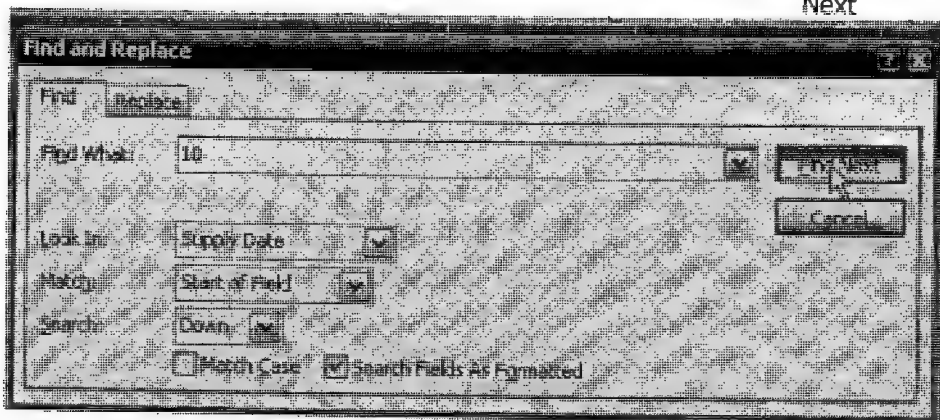 Next
Find and Replace
Find Replace
Find What: 10
Find Next
Cancel
Look In: Supply Date
Match: Start of Field
Search: Down
Match Case Search Fields As Formatted